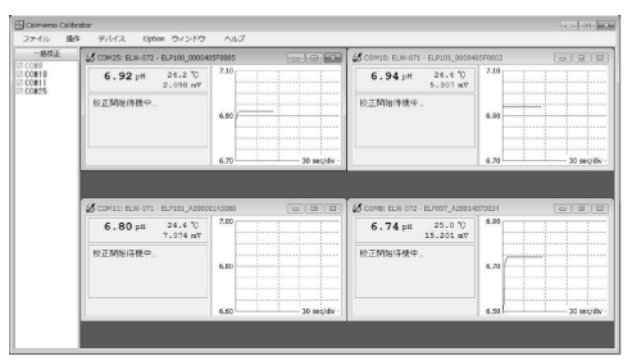 Calmemo Calibrator
ファイル 操作 デバイス Option ウインドウ ヘルプ
一括校正
COM8
COM10
COM11
COM25
COM25: ELW-072 - ELP100_0000405F0005
6.92 pH 24.2 ℃
2.098 mV
校正開始待機中..
7.10
6.90
6.70
30 sec/div
COM10: ELW-071 - ELP101_0000405F0002
6.94 pH 24.4 ℃
5.307 mV
校正開始待機中..
7.10
6.90
6.70
30 sec/div
COM11: ELW-071 - ELP101_A20000143080
6.80 pH 24.4 ℃
7.074 mV
校正開始待機中..
7.00
6.80
6.60
30 sec/div
COM8: ELW-072 - ELP097_A20014073024
6.74 pH 25.0 ℃
15.201 mV
校正開始待機中..
6.90
6.70
6.50
30 sec/div